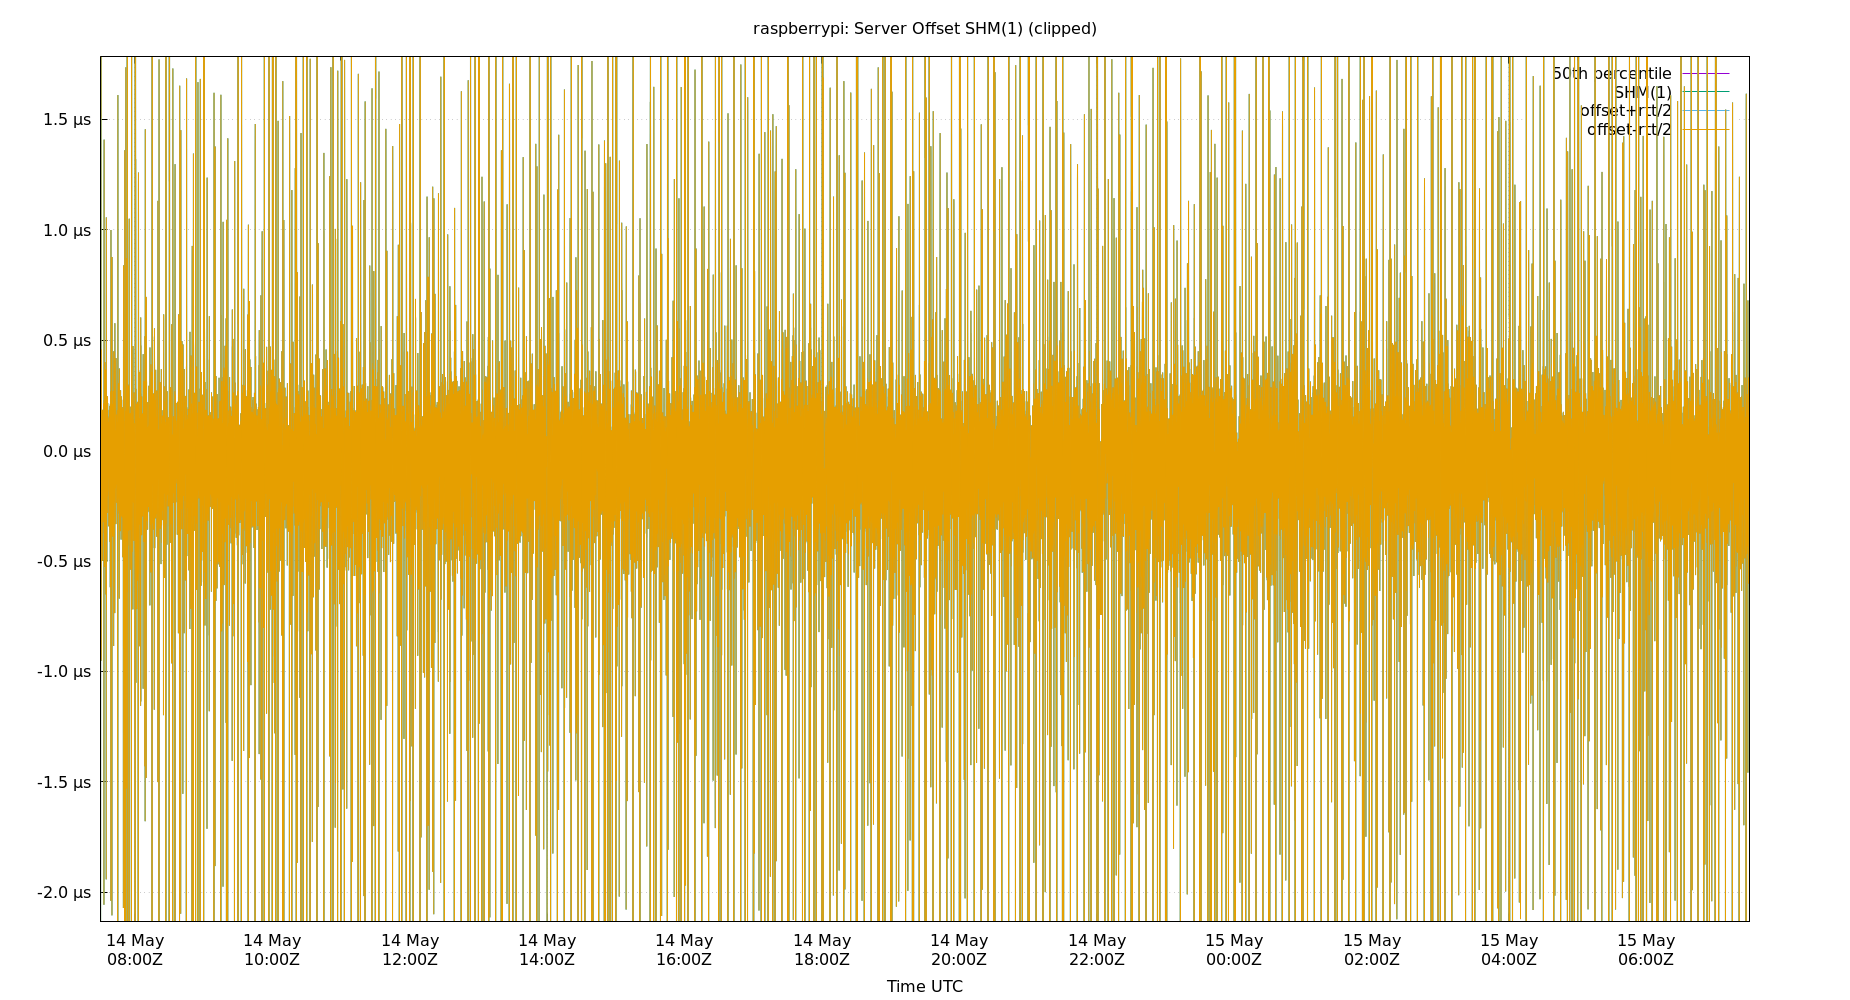 raspberrypi: Server Offset SHM(1) (clipped)
50th percentile
SHM(1)
offset+rtt/2
offset-rtt/2
1.5 µs
1.0 µs
0.5 µs
0.0 µs
-0.5 µs
-1.0 µs
-1.5 µs
-2.0 µs
14 May 14 May 14 May 14 May 14 May 14 May 14 May 14 May 15 May 15 May 15 May 15 May
08:00Z 10:00Z 12:00Z 14:00Z 16:00Z 18:00Z 20:00Z 22:00Z 00:00Z 02:00Z 04:00Z 06:00Z
Time UTC